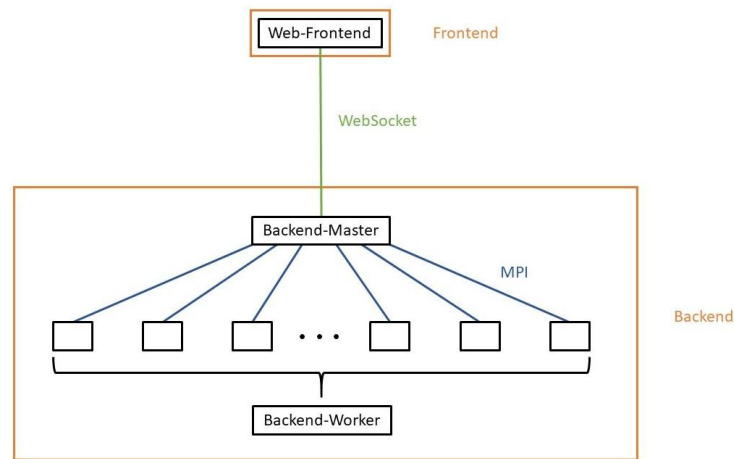 Web-Frontend
Frontend
WebSocket
Backend-Master
MPI
Backend
Backend-Worker